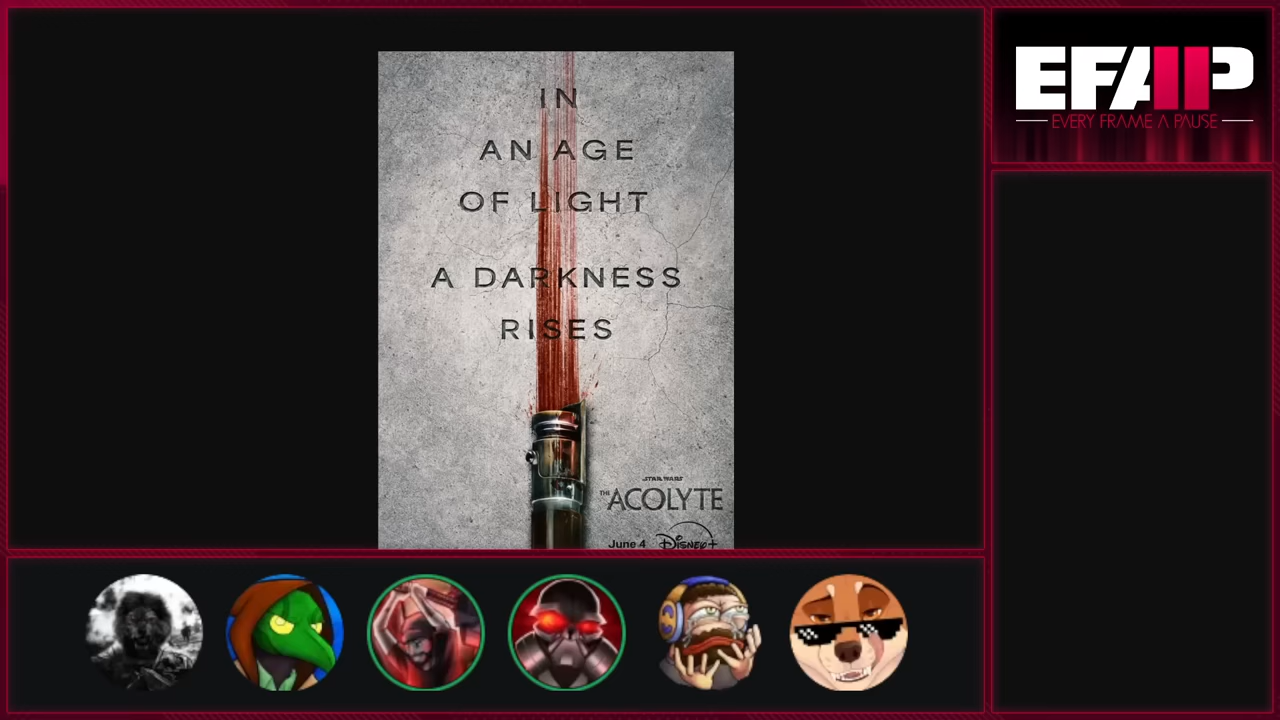 IN
AN AGE
OF LIGHT
A DARKNESS
RISES
STAR WARS
THE ACOLYTE
June 4 Disney+
EFAP
EVERY FRAME A PAUSE